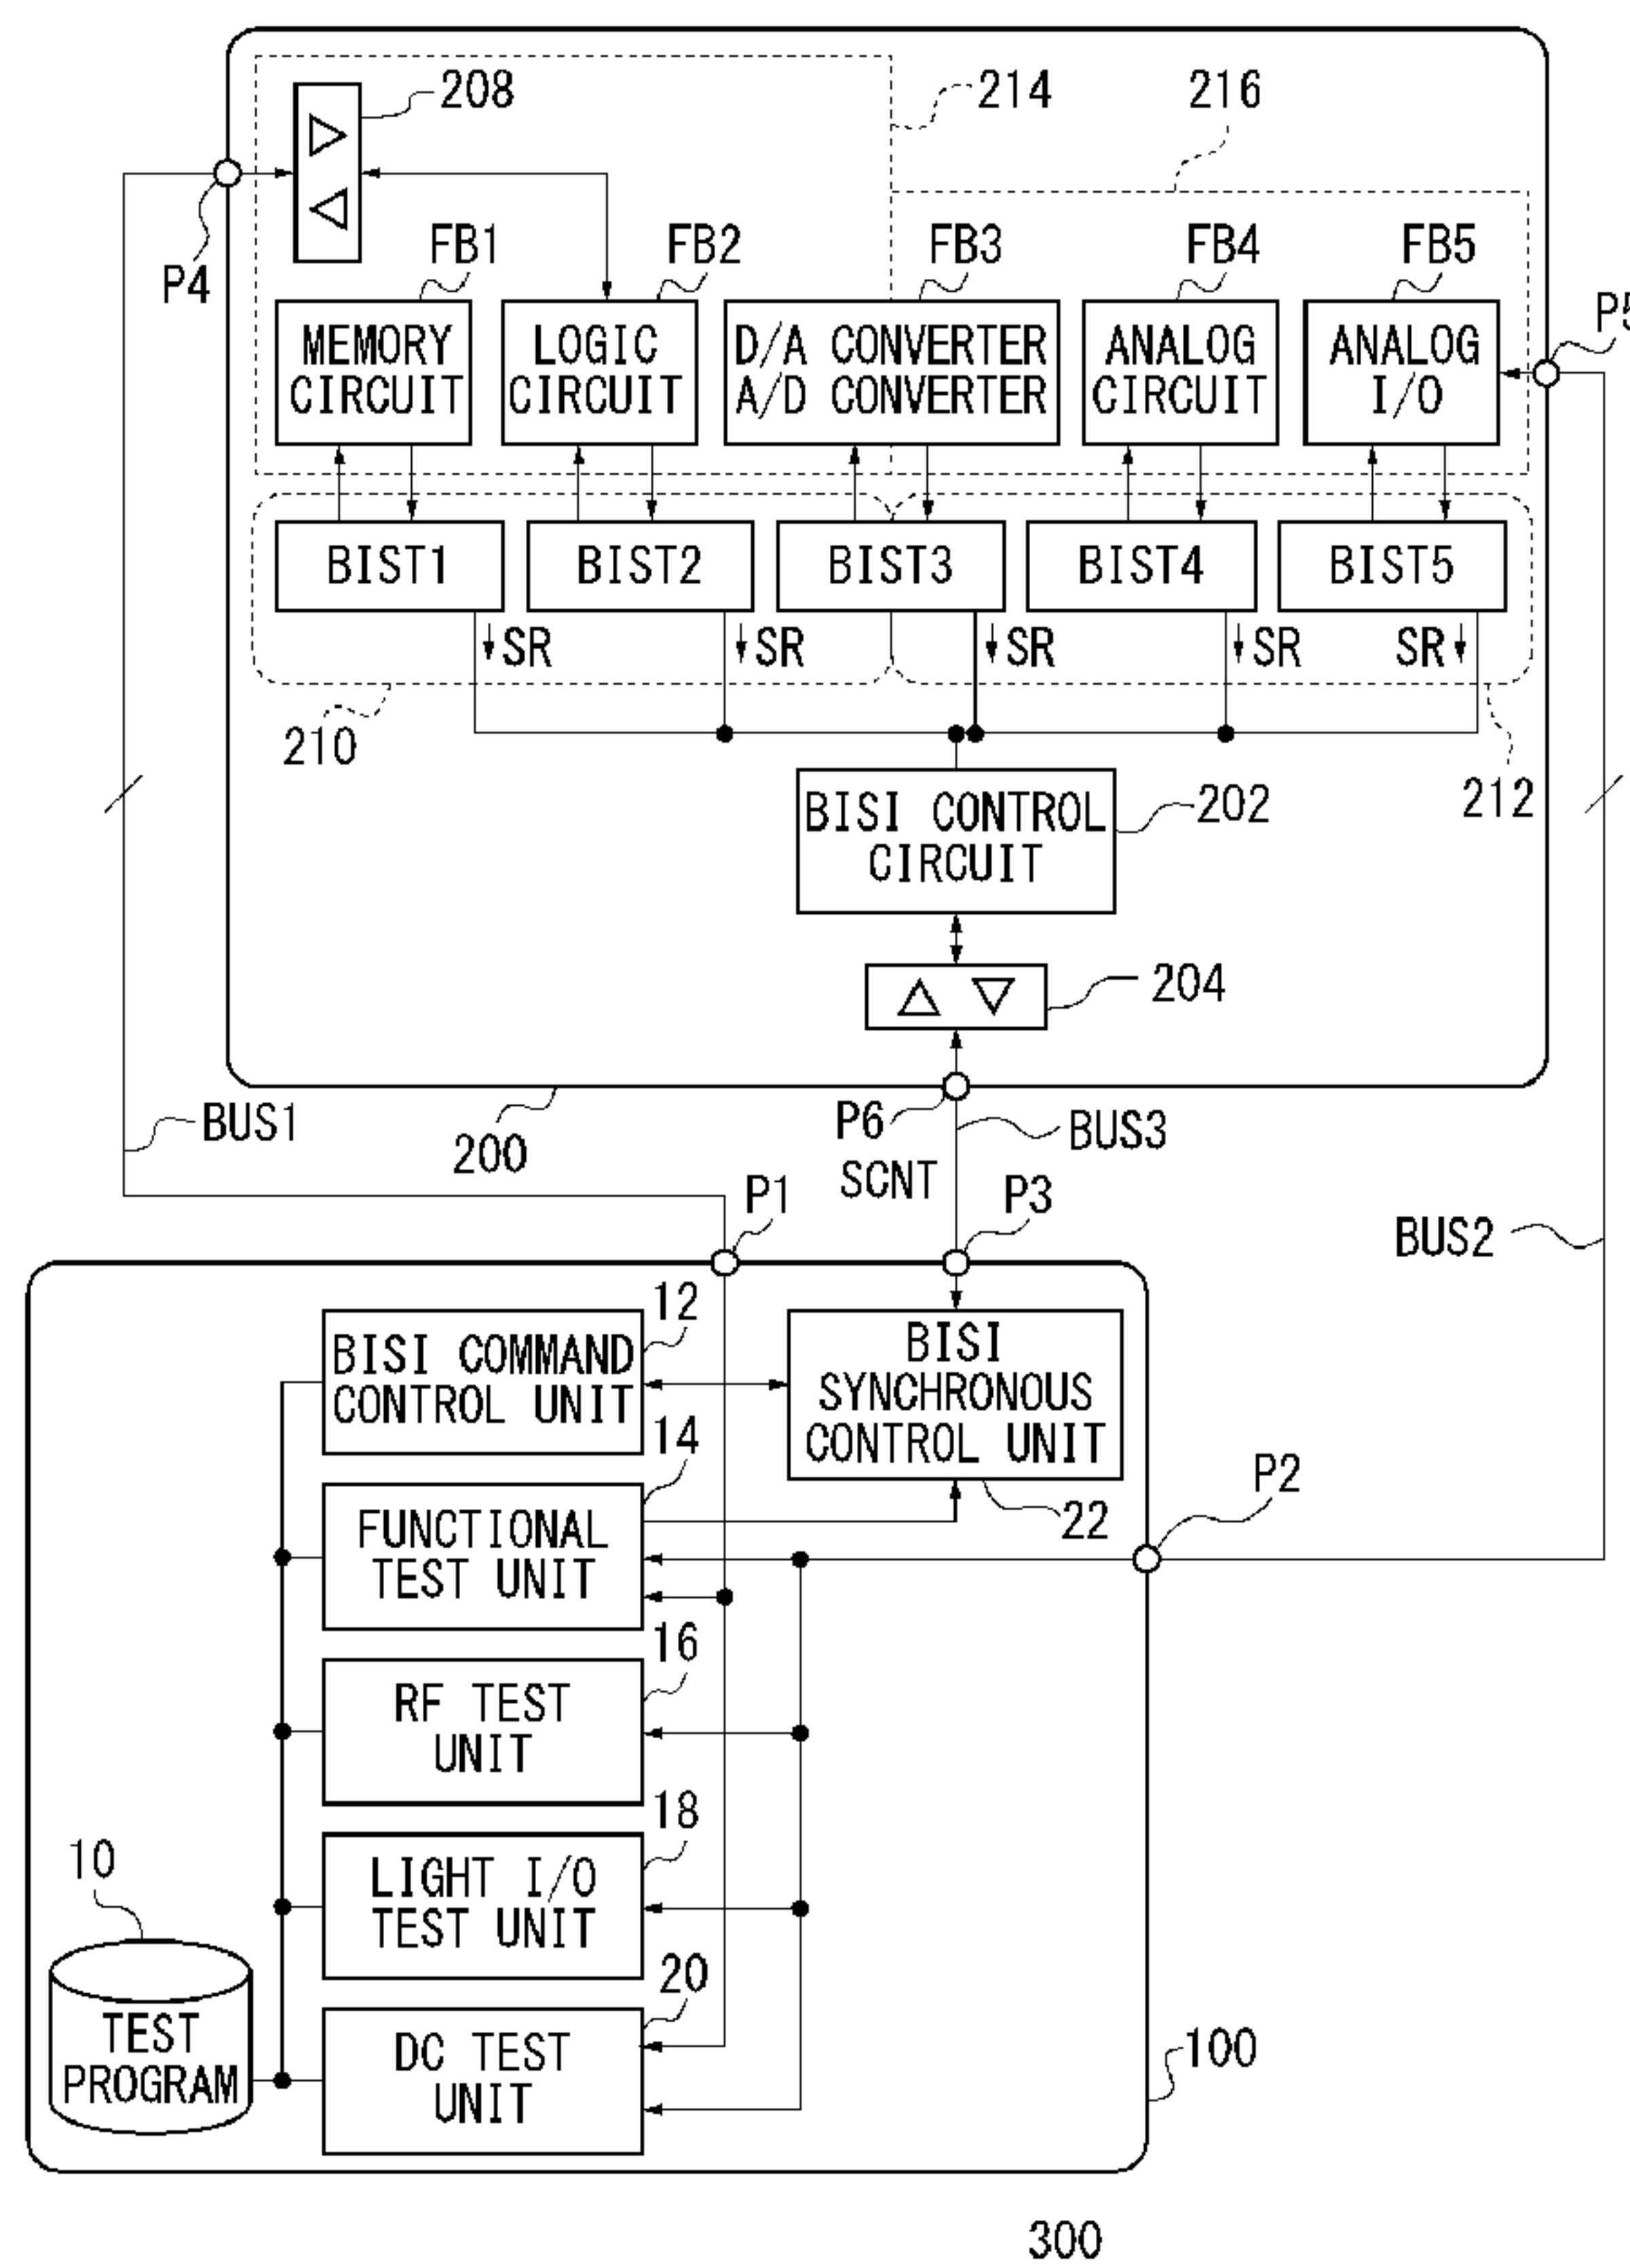 208
214
216
P4
FB1
FB2
FB3
FB4
FB5
P5
MEMORY
CIRCUIT
LOGIC
CIRCUIT
D/A CONVERTER
A/D CONVERTER
ANALOG
CIRCUIT
ANALOG
I/O
BIST1
BIST2
BIST3
BIST4
BIST5
SR
SR
SR
SR
SR
210
212
BISI CONTROL
CIRCUIT
202
204
BUS1
200
P6
BUS3
SCNT
P1
P3
BUS2
12
BISI COMMAND
CONTROL UNIT
BISI
SYNCHRONOUS
CONTROL UNIT
14
22
P2
FUNCTIONAL
TEST UNIT
16
RF TEST
UNIT
18
LIGHT I/O
TEST UNIT
10
20
TEST
PROGRAM
DC TEST
UNIT
100
300